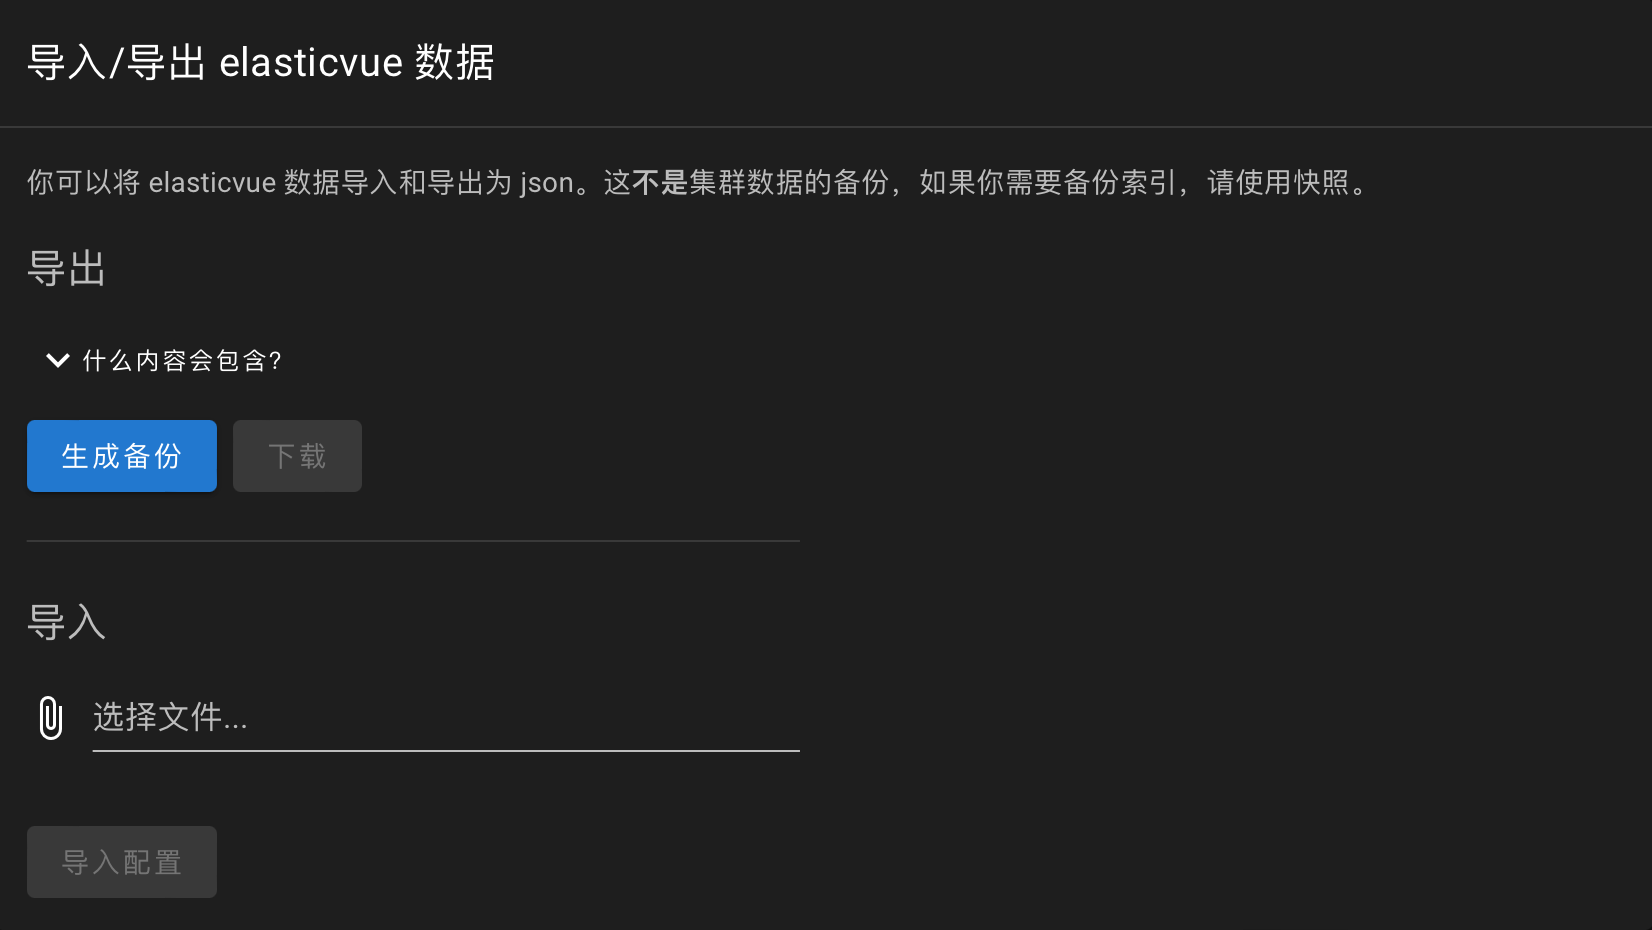 导入/导出 elasticvue 数据
你可以将 elasticvue 数据导入和导出为 json。这不是集群数据的备份，如果你需要备份索引，请使用快照。
导出
什么内容会包含?
生成备份 下载
导入
选择文件...
导入配置